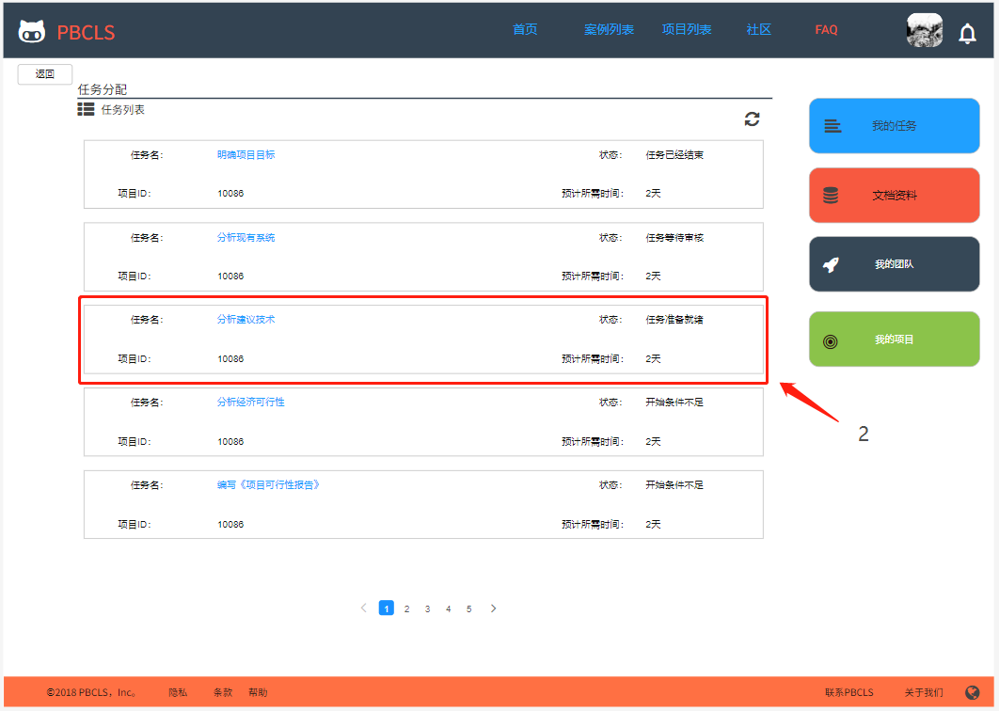 PBCLS 首页 案例列表 项目列表 社区 FAQ
返回
任务分配
任务列表
任务名: 明确项目目标 状态: 任务已经结束
项目ID: 10086 预计所需时间: 2天
任务名: 分析现有系统 状态: 任务等待审核
项目ID: 10086 预计所需时间: 2天
任务名: 分析建议技术 状态: 任务准备就绪
项目ID: 10086 预计所需时间: 2天
任务名: 分析经济可行性 状态: 开始条件不足
项目ID: 10086 预计所需时间: 2天
任务名: 编写《项目可行性报告》 状态: 开始条件不足
项目ID: 10086 预计所需时间: 2天
1 2 3 4 5
我的任务
文档资料
我的团队
我的项目
2
©2018 PBCLS，Inc。 隐私 条款 帮助 联系PBCLS 关于我们